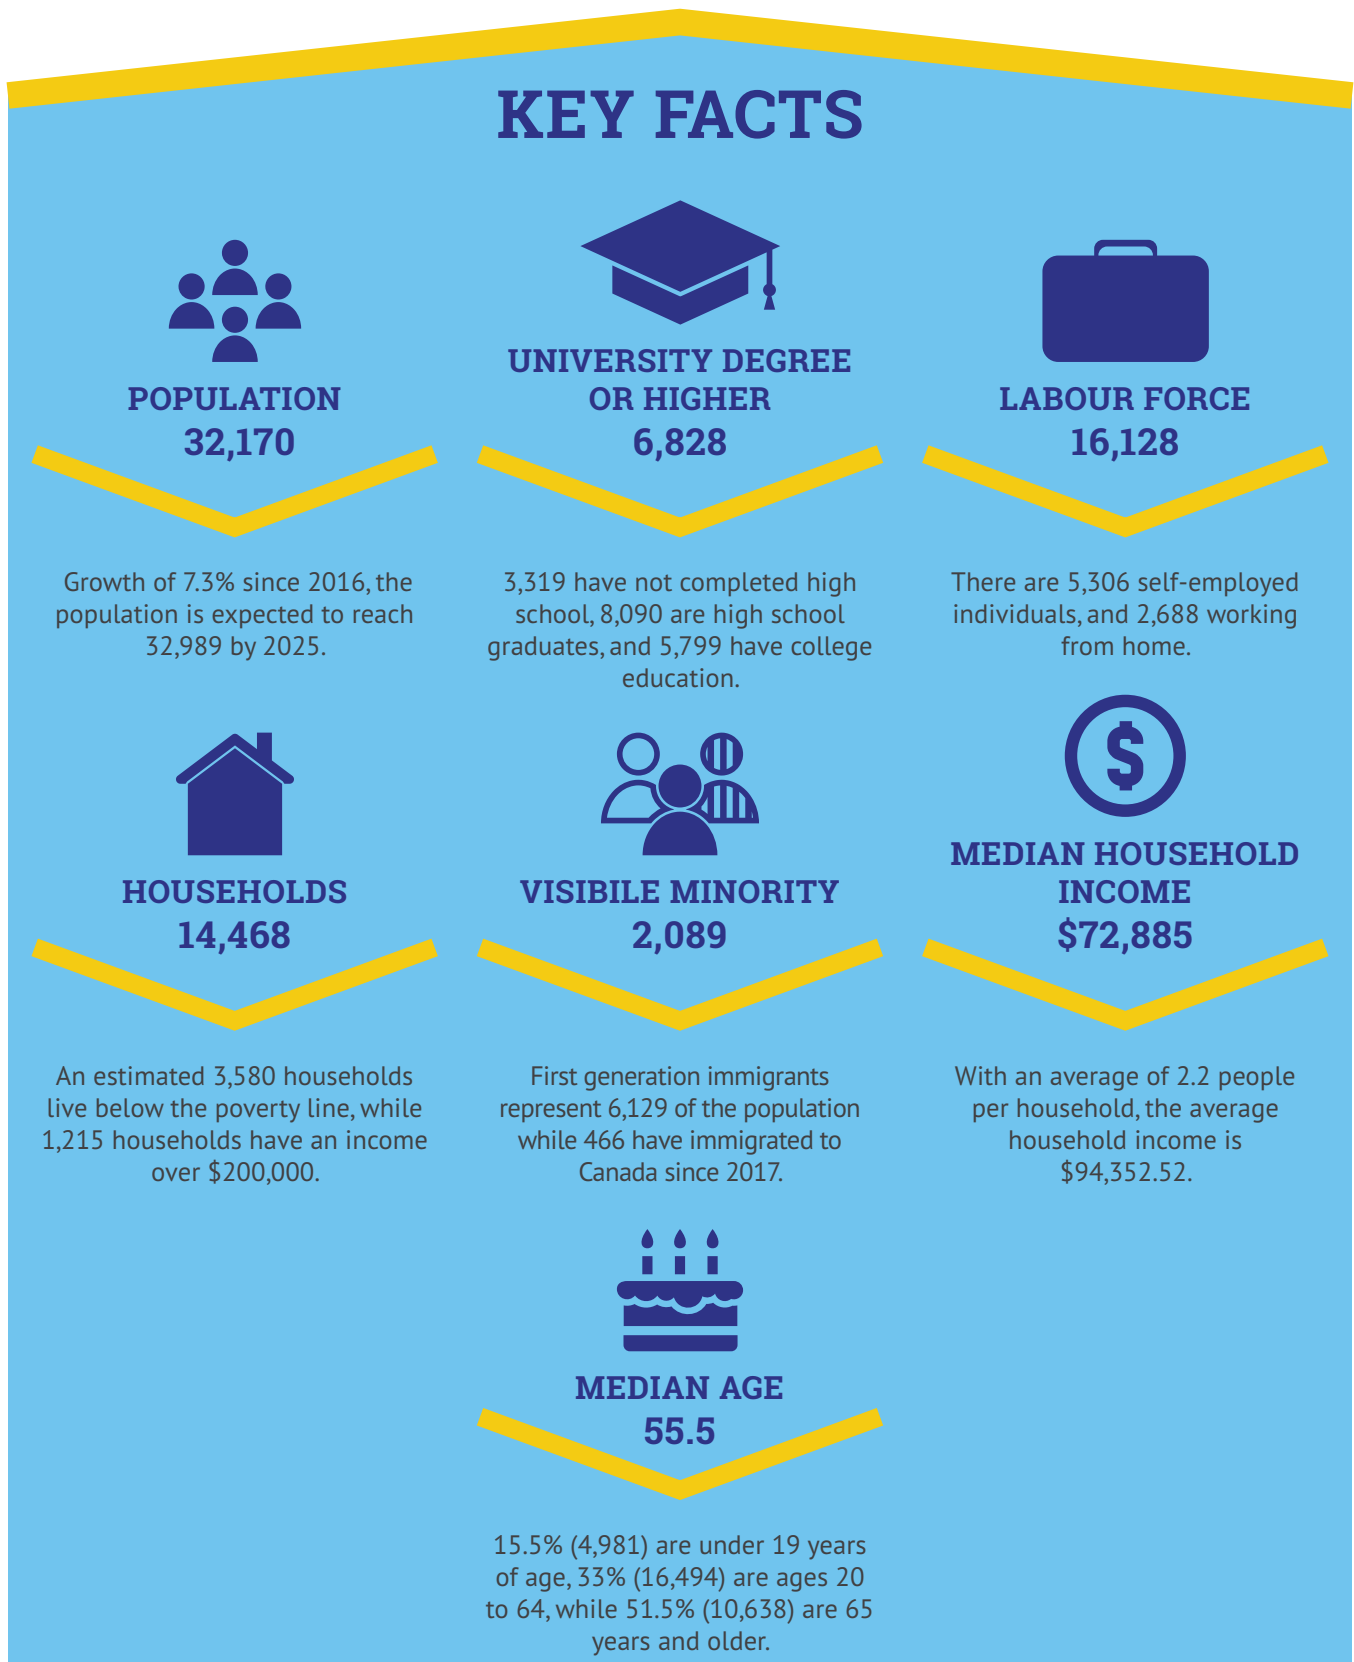 KEY FACTS
POPULATION
32,170
Growth of 7.3% since 2016, the
population is expected to reach
32,989 by 2025.
UNIVERSITY DEGREE
OR HIGHER
6,828
3,319 have not completed high
school, 8,090 are high school
graduates, and 5,799 have college
education.
LABOUR FORCE
16,128
There are 5,306 self-employed
individuals, and 2,688 working
from home.
HOUSEHOLDS
14,468
An estimated 3,580 households
live below the poverty line, while
1,215 households have an income
over $200,000.
VISIBILE MINORITY
2,089
First generation immigrants
represent 6,129 of the population
while 466 have immigrated to
Canada since 2017.
$
MEDIAN HOUSEHOLD
INCOME
$72,885
With an average of 2.2 people
per household, the average
household income is
$94,352.52.
MEDIAN AGE
55.5
15.5% (4,981) are under 19 years
of age, 33% (16,494) are ages 20
to 64, while 51.5% (10,638) are 65
years and older.